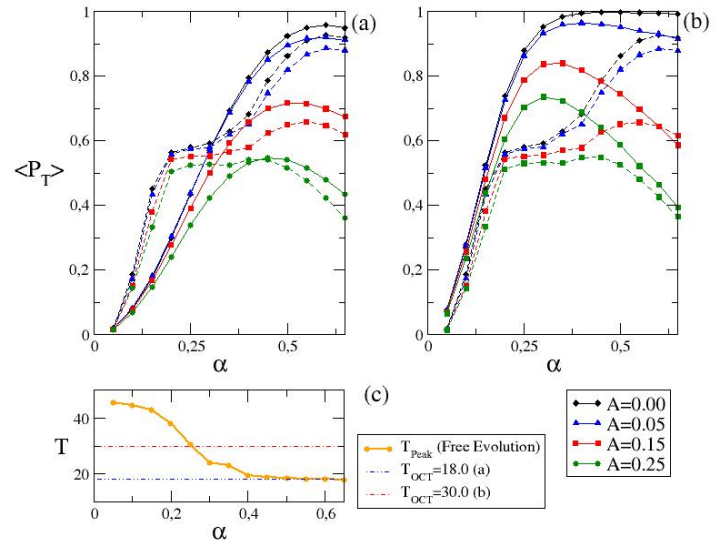 1
0,8
0,6
0,4
0,2
0
<P_T>
0
0,25
0,5
α
(a)
1
0,8
0,6
0,4
0,2
0
0
0,25
0,5
α
(b)
40
20
T
0
0,2
0,4
0,6
α
(c)
T_Peak (Free Evolution)
T_OCT=18.0 (a)
T_OCT=30.0 (b)
A=0.00
A=0.05
A=0.15
A=0.25